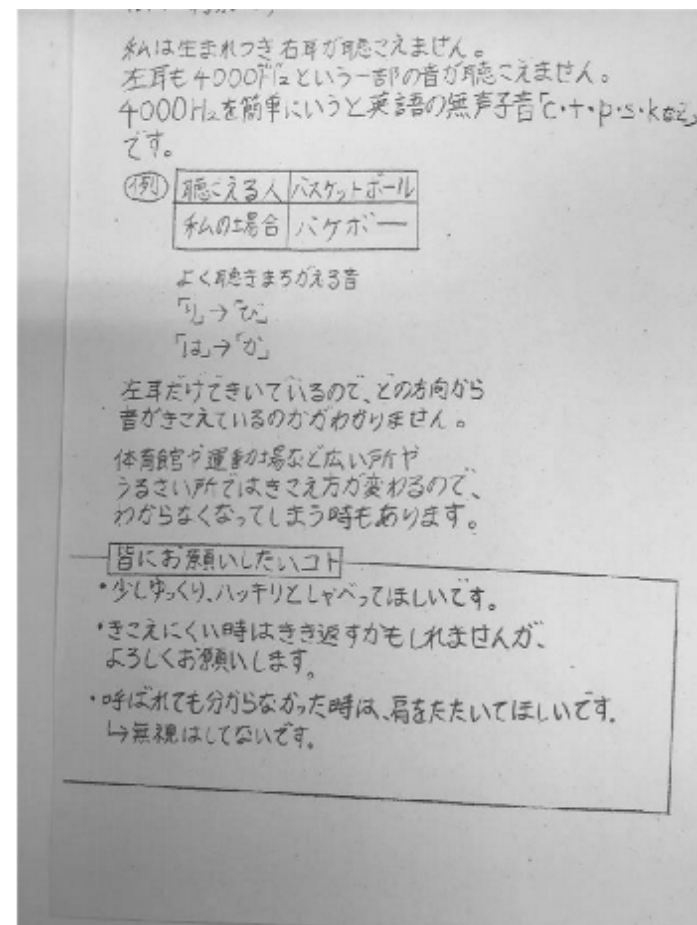 私は生まれつき右耳が聴こえません。
左耳も4000Hzという一部の音が聴こえません。
4000Hzを簡単にいうと英語の無声子音「c・t・p・s・kなど」
です。
例 聴こえる人 バスケットボール
私の場合 バケボー
よく聴きまちがえる音
「り」→「び」
「は」→「か」
左耳だけできいているので、どの方向から
音がきこえているのかがわかりません。
体育館や運動場など広い所や
うるさい所ではきこえ方が変わるので、
わからなくなってしまう時もあります。
皆にお願いしたいコト
・少しゆっくり、ハッキリとしゃべってほしいです。
・きこえにくい時はきき返すかもしれませんが、
よろしくお願いします。
・呼ばれても分からなかった時は、肩をたたいてほしいです。
↳無視はしてないです。